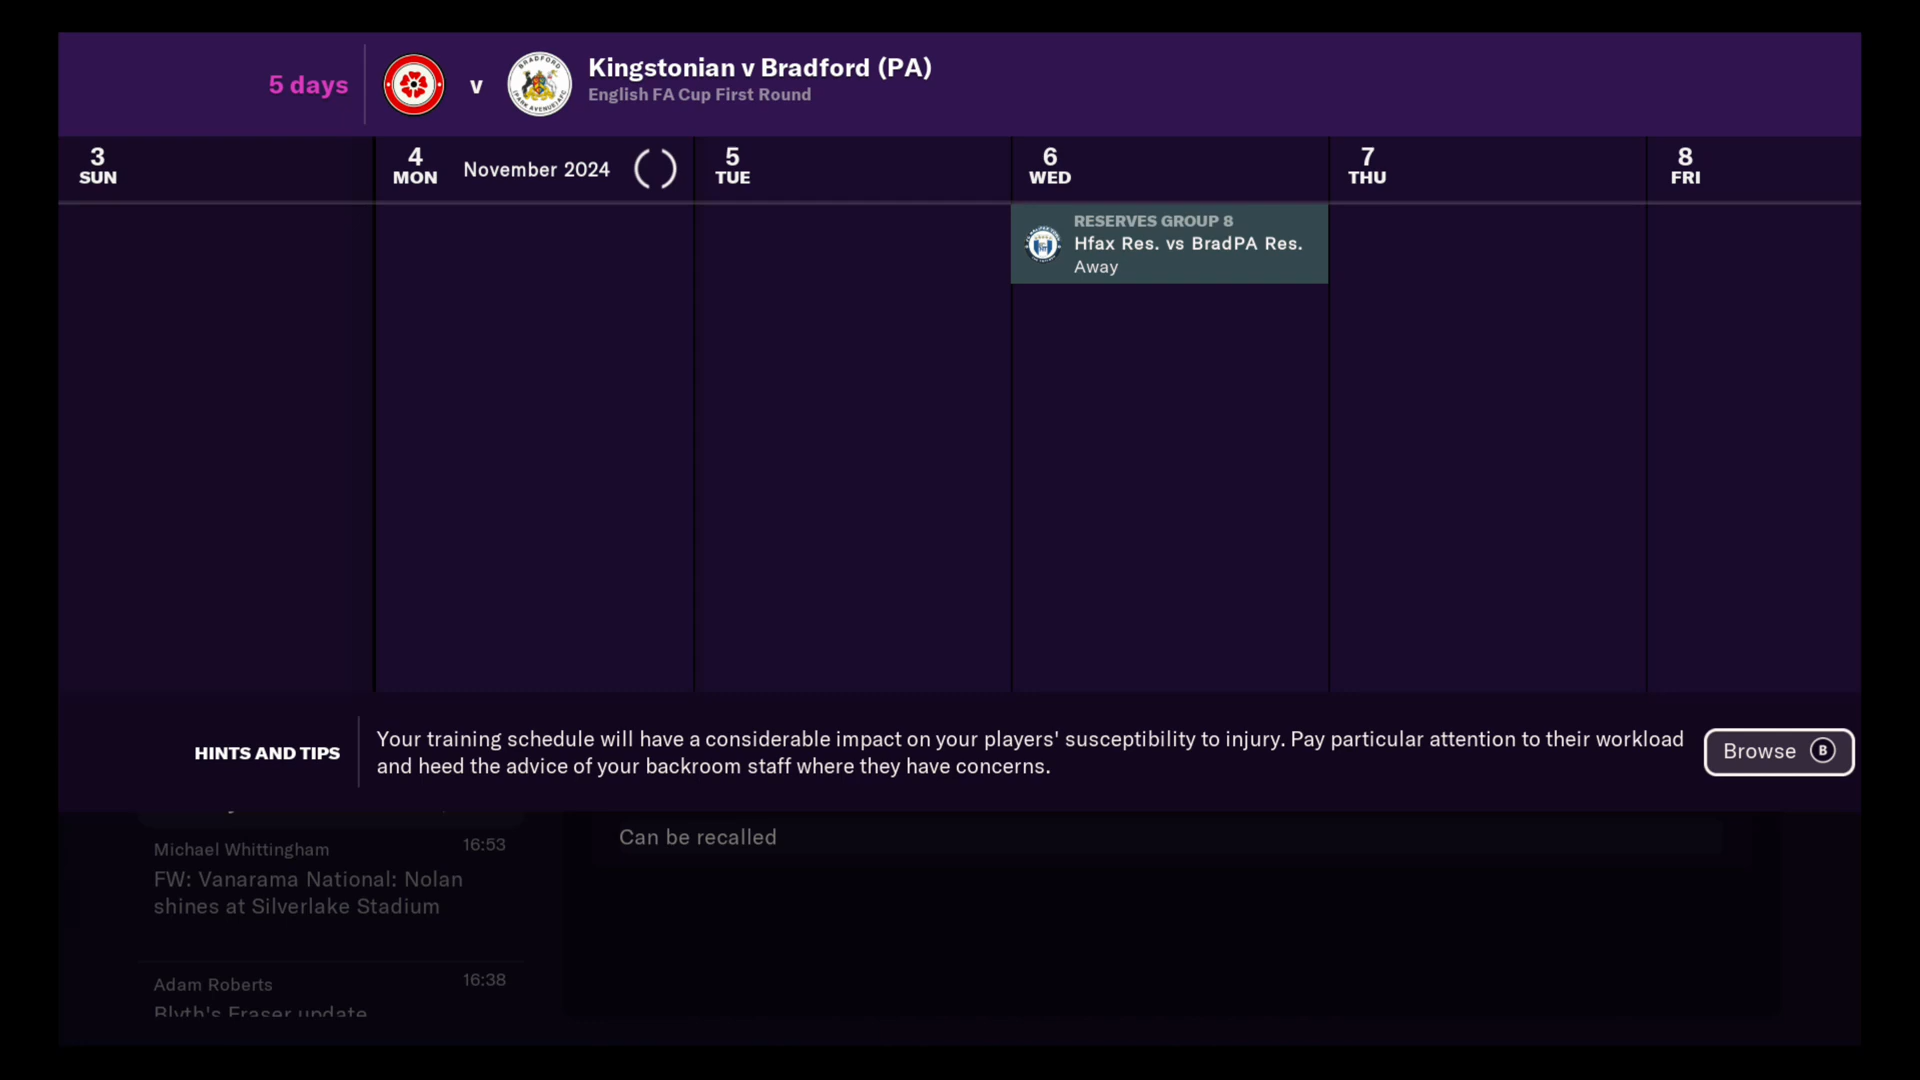 5 days
v
Kingstonian v Bradford (PA)
English FA Cup First Round
3
SUN
4
MON
November 2024
5
TUE
6
WED
7
THU
8
FRI
RESERVES GROUP 8
Hfax Res. vs BradPA Res.
Away
HINTS AND TIPS
Your training schedule will have a considerable impact on your players' susceptibility to injury. Pay particular attention to their workload
and heed the advice of your backroom staff where they have concerns.
Browse B
Can be recalled
Michael Whittingham
16:53
FW: Vanarama National: Nolan
shines at Silverlake Stadium
Adam Roberts
16:38
Blyth's Fraser update